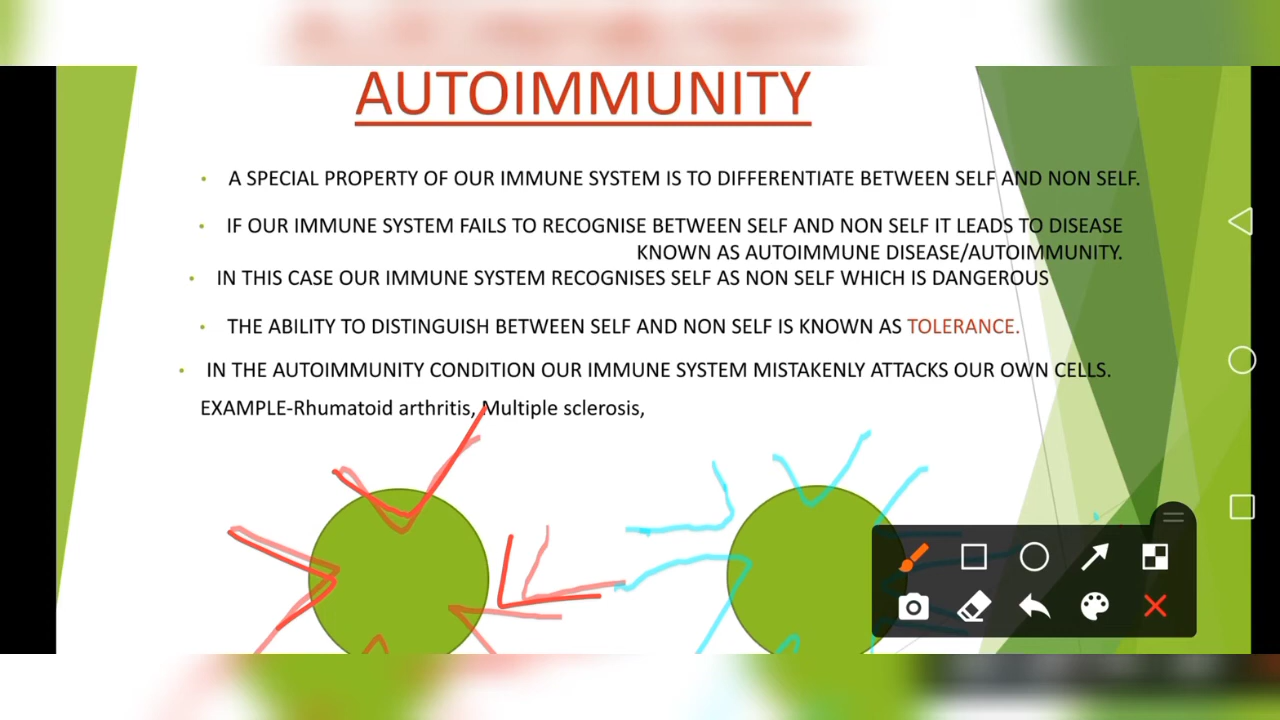 AUTOIMMUNITY
• A SPECIAL PROPERTY OF OUR IMMUNE SYSTEM IS TO DIFFERENTIATE BETWEEN SELF AND NON SELF.
• IF OUR IMMUNE SYSTEM FAILS TO RECOGNISE BETWEEN SELF AND NON SELF IT LEADS TO DISEASE
KNOWN AS AUTOIMMUNE DISEASE/AUTOIMMUNITY.
• IN THIS CASE OUR IMMUNE SYSTEM RECOGNISES SELF AS NON SELF WHICH IS DANGEROUS
• THE ABILITY TO DISTINGUISH BETWEEN SELF AND NON SELF IS KNOWN AS TOLERANCE.
• IN THE AUTOIMMUNITY CONDITION OUR IMMUNE SYSTEM MISTAKENLY ATTACKS OUR OWN CELLS.
EXAMPLE-Rhumatoid arthritis, Multiple sclerosis,